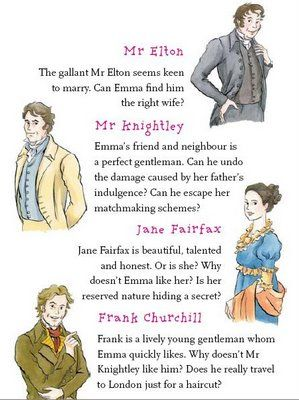 Mr Elton
The gallant Mr Elton seems keen
to marry. Can Emma find him
the right wife?
Mr Knightley
Emma's friend and neighbour is
a perfect gentleman. Can he undo
the damage caused by her father's
indulgence? Can he escape her
matchmaking schemes?
Jane Fairfax
Jane Fairfax is beautiful, talented
and honest. Or is she? Why
doesn't Emma like her? Is her
reserved nature hiding a secret?
Frank Churchill
Frank is a lively young gentleman whom
Emma quickly likes. Why doesn't Mr
Knightley like him? Does he really travel
to London just for a haircut?